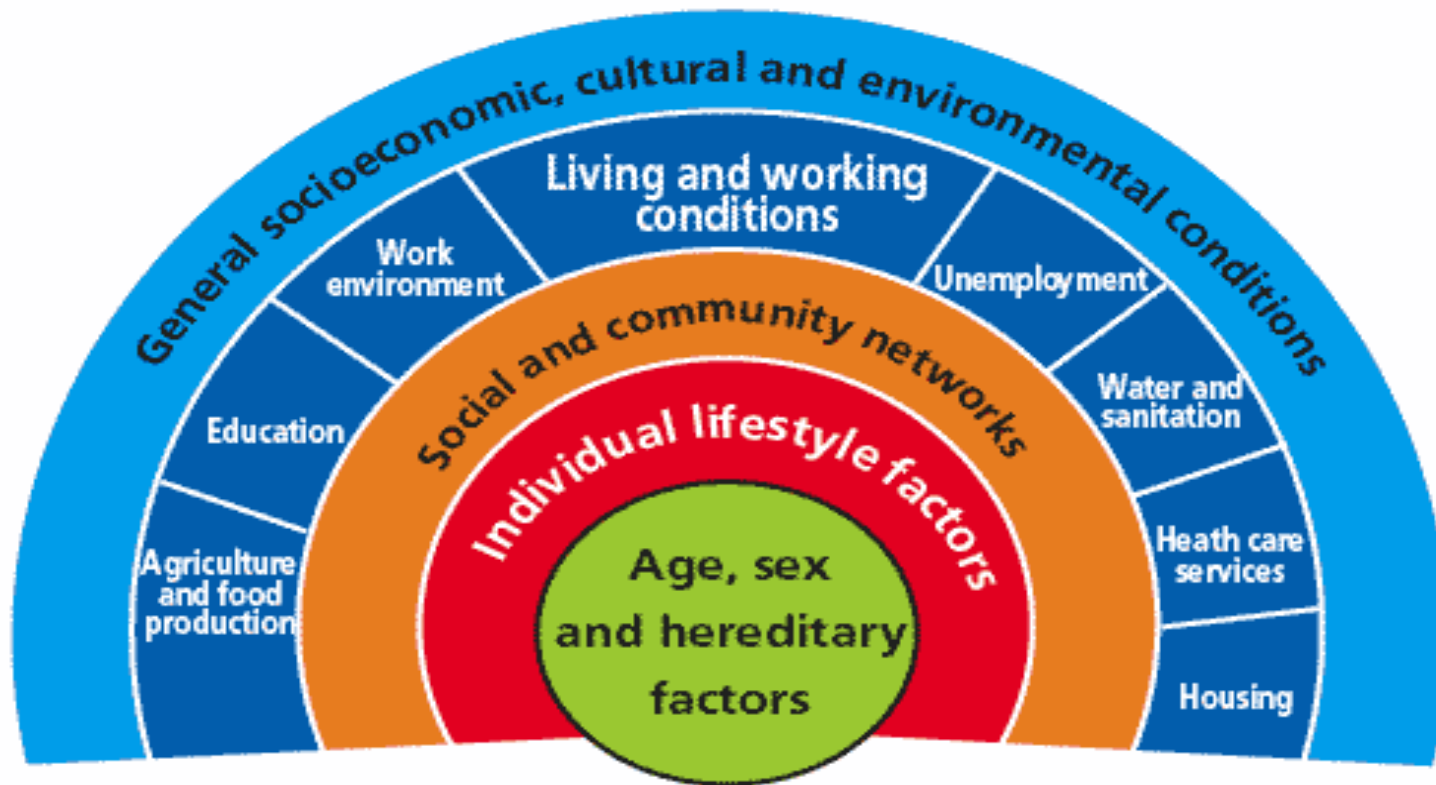 General socioeconomic, cultural and environmental conditions
Living and working
conditions
Work
environment
Unemployment
Education
Water and
sanitation
Agriculture
and food
production
Heath care
services
Housing
Social and community networks
Individual lifestyle factors
Age, sex
and hereditary
factors